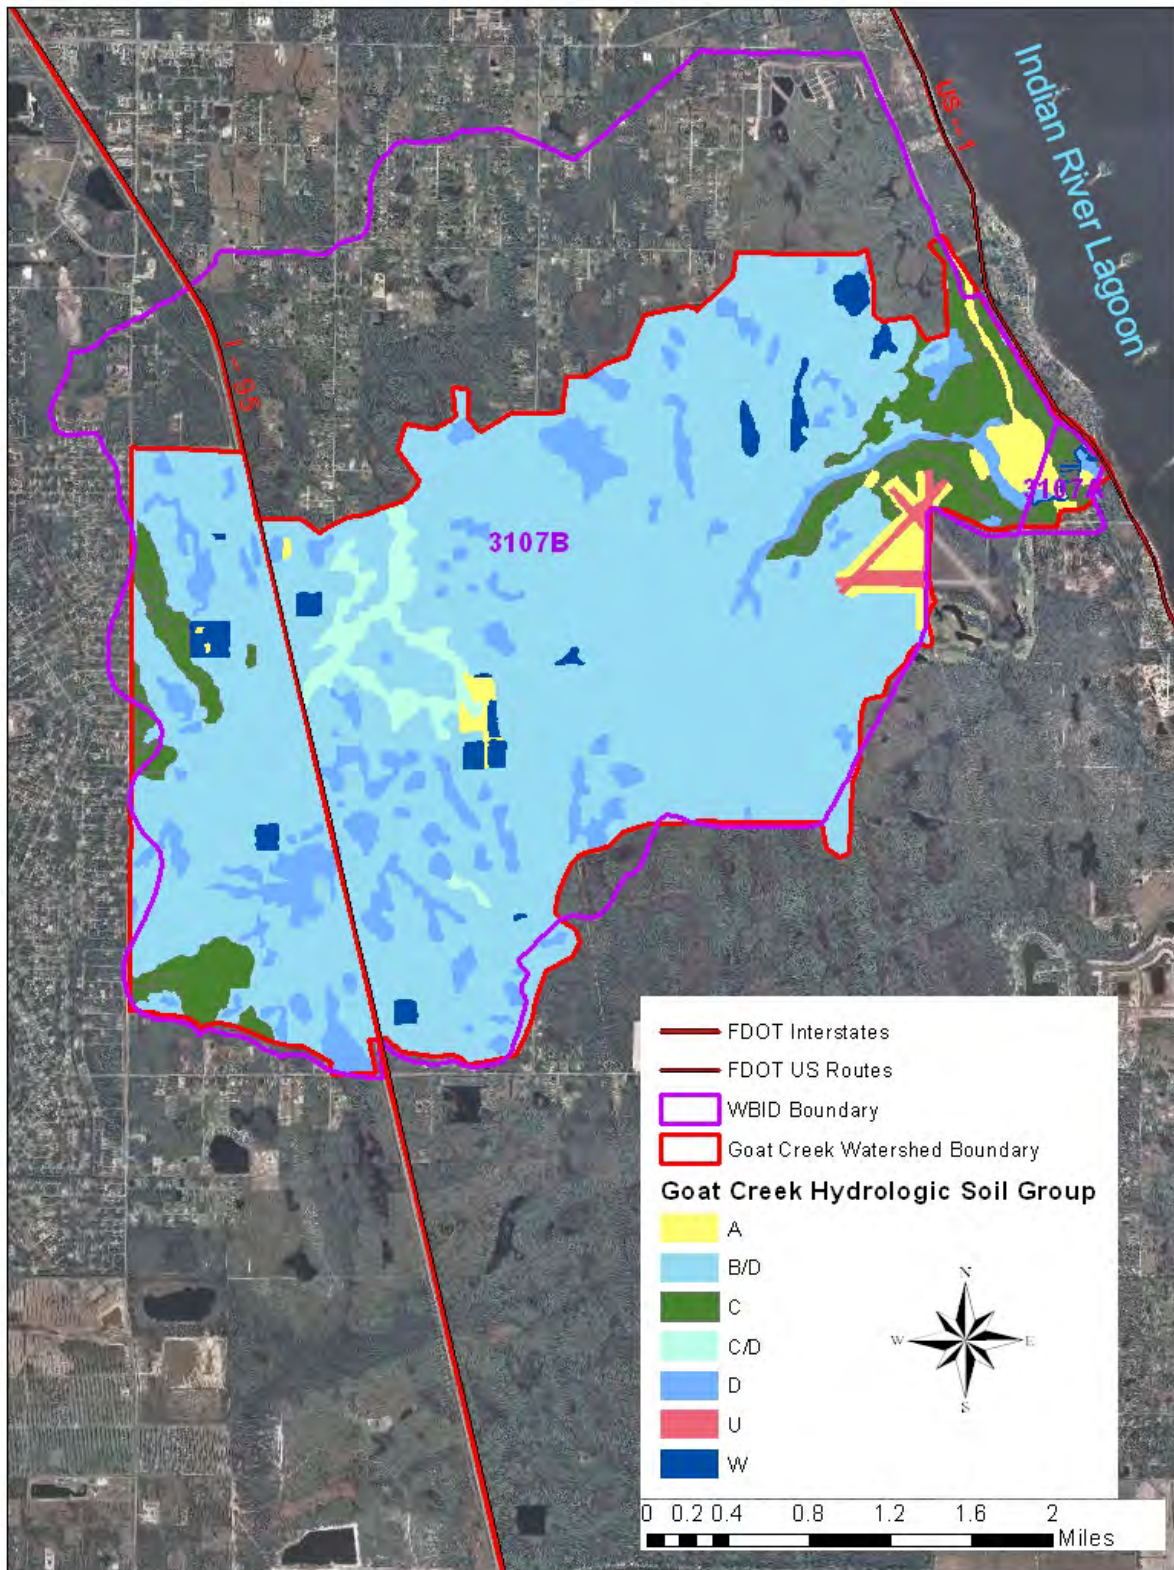 Indian River Lagoon
US - 1
I - 95
3107B
3107A
FDOT Interstates
FDOT US Routes
WBID Boundary
Goat Creek Watershed Boundary
Goat Creek Hydrologic Soil Group
A
B/D
C
C/D
D
U
W
N
W E
S
0 0.2 0.4 0.8 1.2 1.6 2
Miles